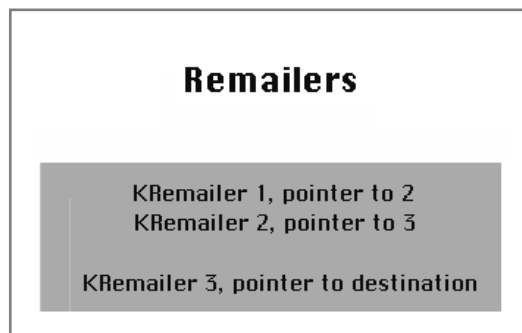 Remailers
KRemailer 1, pointer to 2
KRemailer 2, pointer to 3
KRemailer 3, pointer to destination